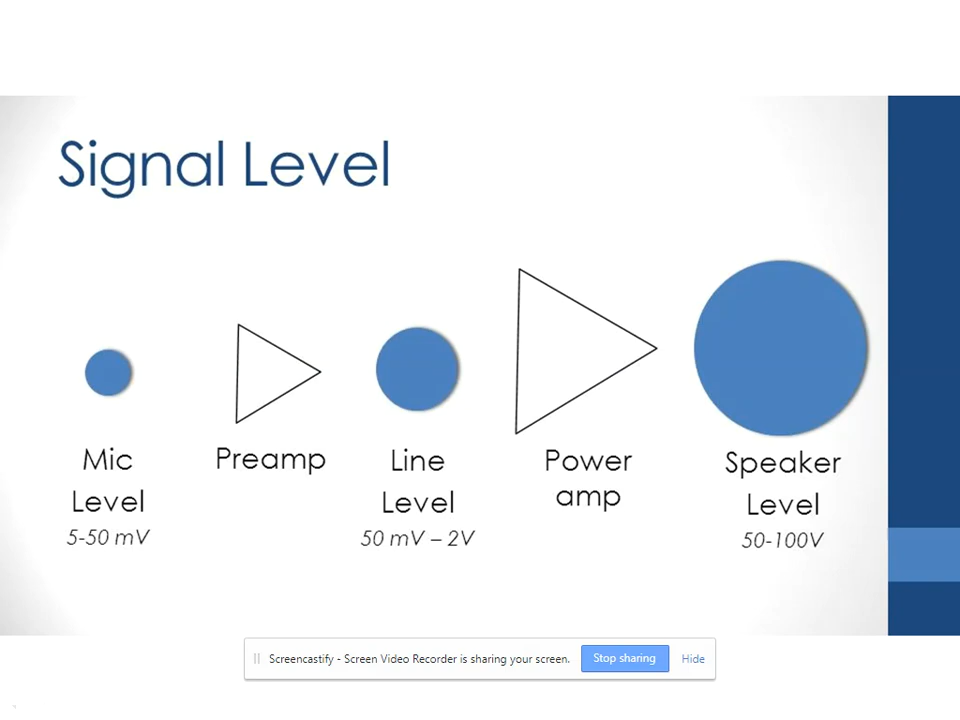 Signal Level
Mic
Level
5-50 mV
Preamp
Line
Level
50 mV – 2V
Power
amp
Speaker
Level
50-100V
Screencastify - Screen Video Recorder is sharing your screen.
Stop sharing
Hide